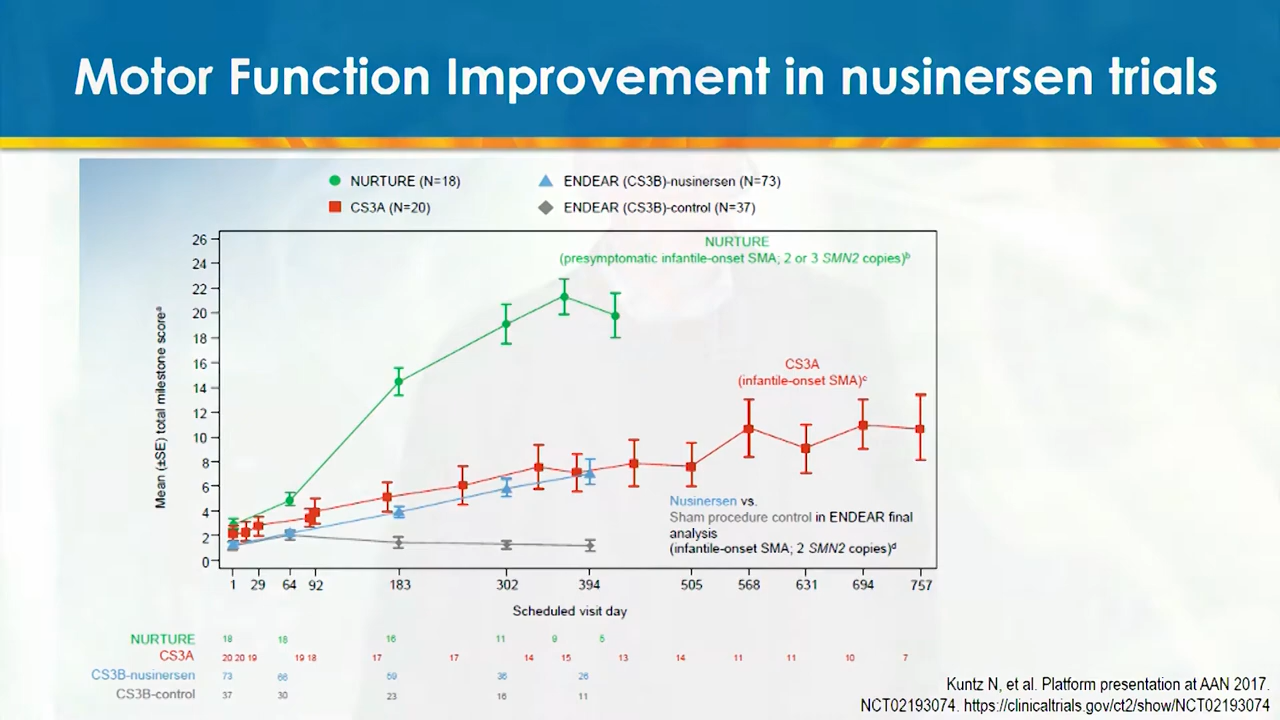 Motor Function Improvement in nusinersen trials
NURTURE (N=18)
ENDEAR (CS3B)-nusinersen (N=73)
CS3A (N=20)
ENDEAR (CS3B)-control (N=37)
NURTURE
(presymptomatic infantile-onset SMA; 2 or 3 SMN2 copies)ᵇ
CS3A
(infantile-onset SMA)ᶜ
Nusinersen vs.
Sham procedure control in ENDEAR final
analysis
(infantile-onset SMA; 2 SMN2 copies)ᵈ
Mean (±SE) total milestone scoreᵃ
26
24
22
20
18
16
14
12
10
8
6
4
2
0
1 29 64 92 183 302 394 505 568 631 694 757
Scheduled visit day
NURTURE 18 18 16 11 9 5
CS3A 20 20 19 19 18 17 17 14 15 13 14 11 11 10 7
CS3B-nusinersen 73 66 59 36 26
CS3B-control 37 30 23 16 11
Kuntz N, et al. Platform presentation at AAN 2017.
NCT02193074. https://clinicaltrials.gov/ct2/show/NCT02193074